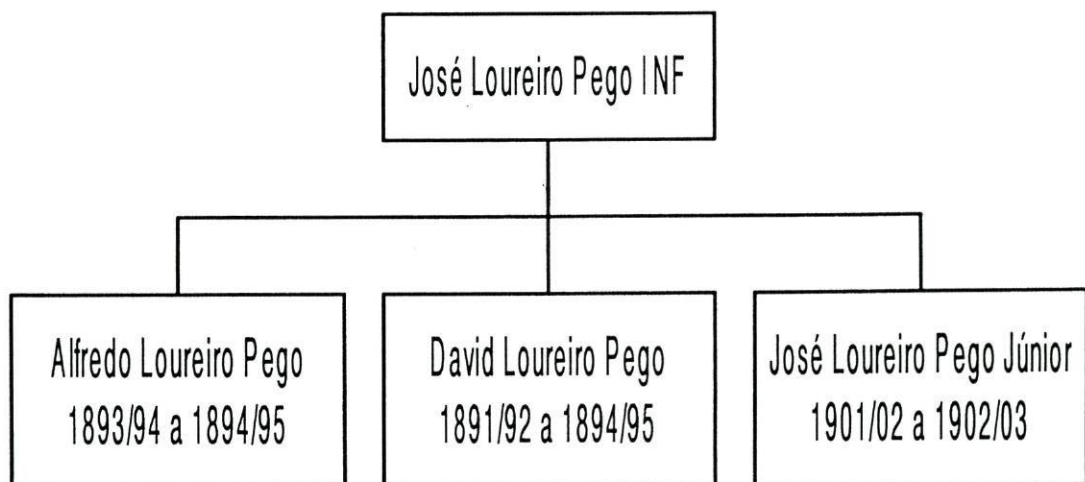 José Loureiro Pego INF
Alfredo Loureiro Pego
1893/94 a 1894/95
David Loureiro Pego
1891/92 a 1894/95
José Loureiro Pego Júnior
1901/02 a 1902/03